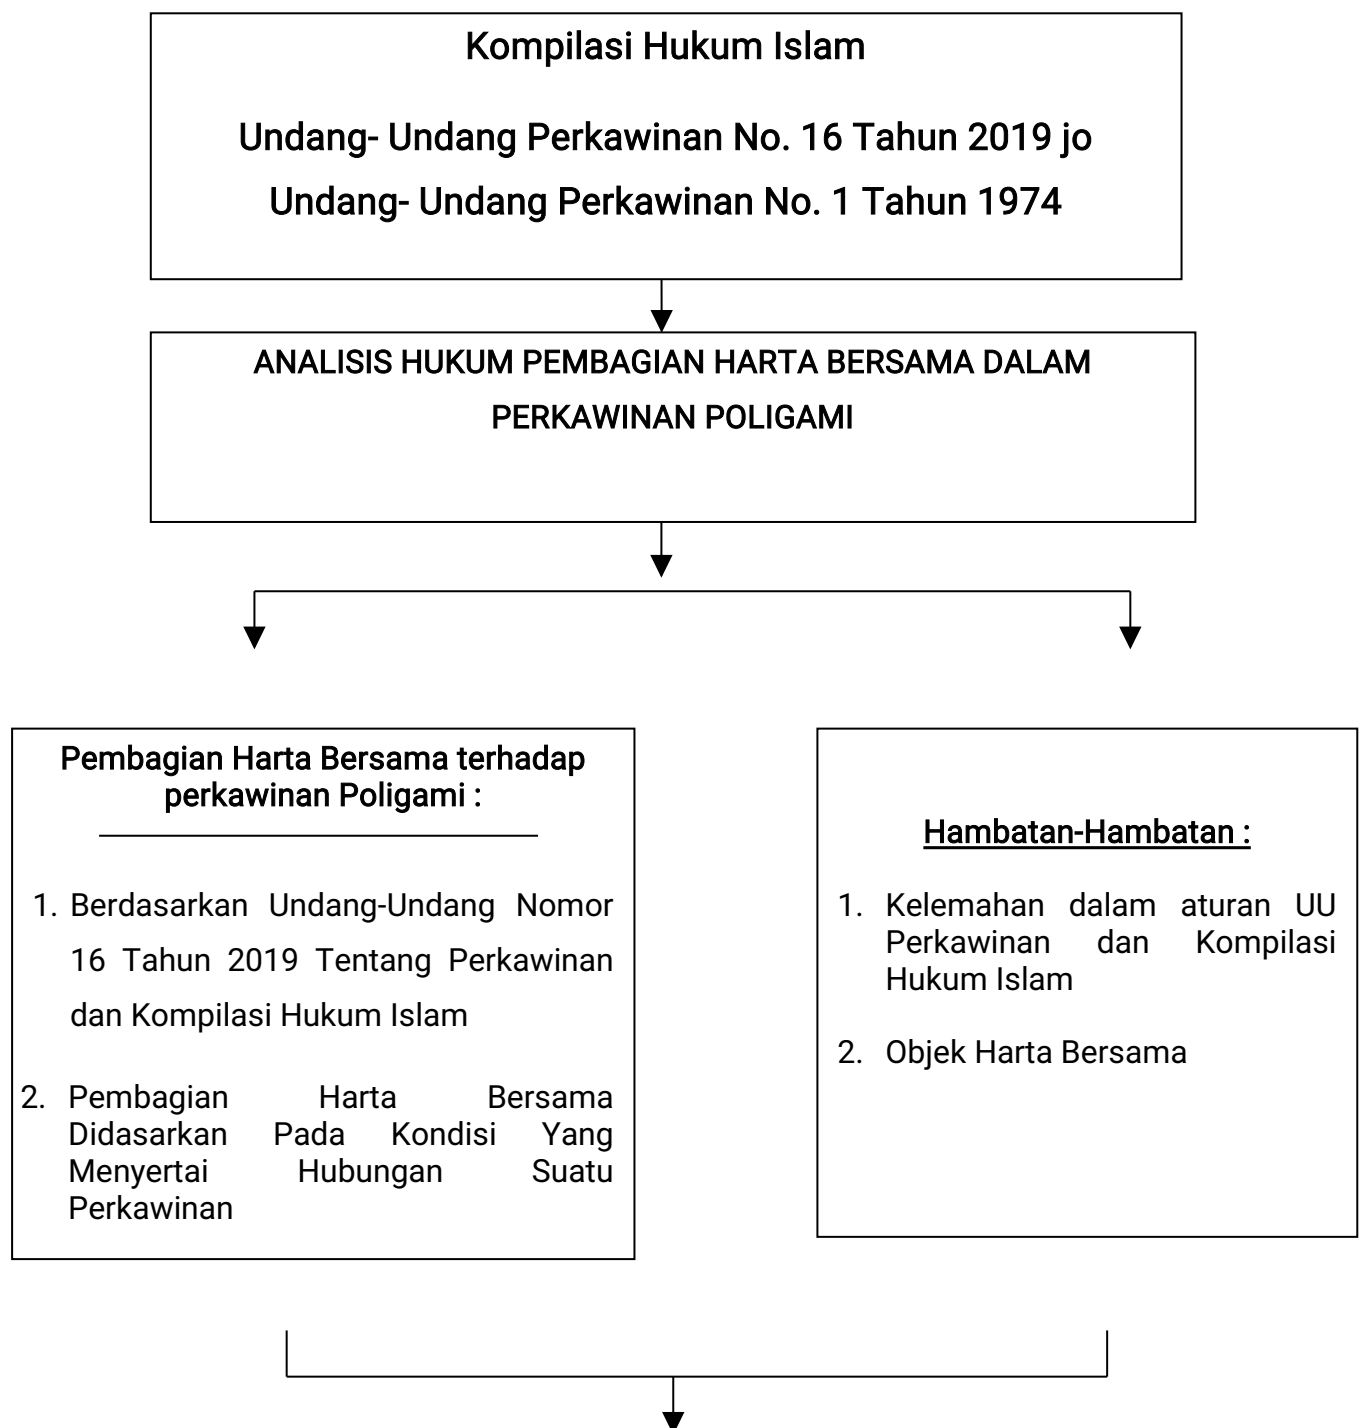 Kompilasi Hukum Islam
Undang- Undang Perkawinan No. 16 Tahun 2019 jo
Undang- Undang Perkawinan No. 1 Tahun 1974
ANALISIS HUKUM PEMBAGIAN HARTA BERSAMA DALAM
PERKAWINAN POLIGAMI
Pembagian Harta Bersama terhadap
perkawinan Poligami :
1. Berdasarkan Undang-Undang Nomor
16 Tahun 2019 Tentang Perkawinan
dan Kompilasi Hukum Islam
2. Pembagian Harta Bersama
Didasarkan Pada Kondisi Yang
Menyertai Hubungan Suatu
Perkawinan
Hambatan-Hambatan :
1. Kelemahan dalam aturan UU
Perkawinan dan Kompilasi
Hukum Islam
2. Objek Harta Bersama